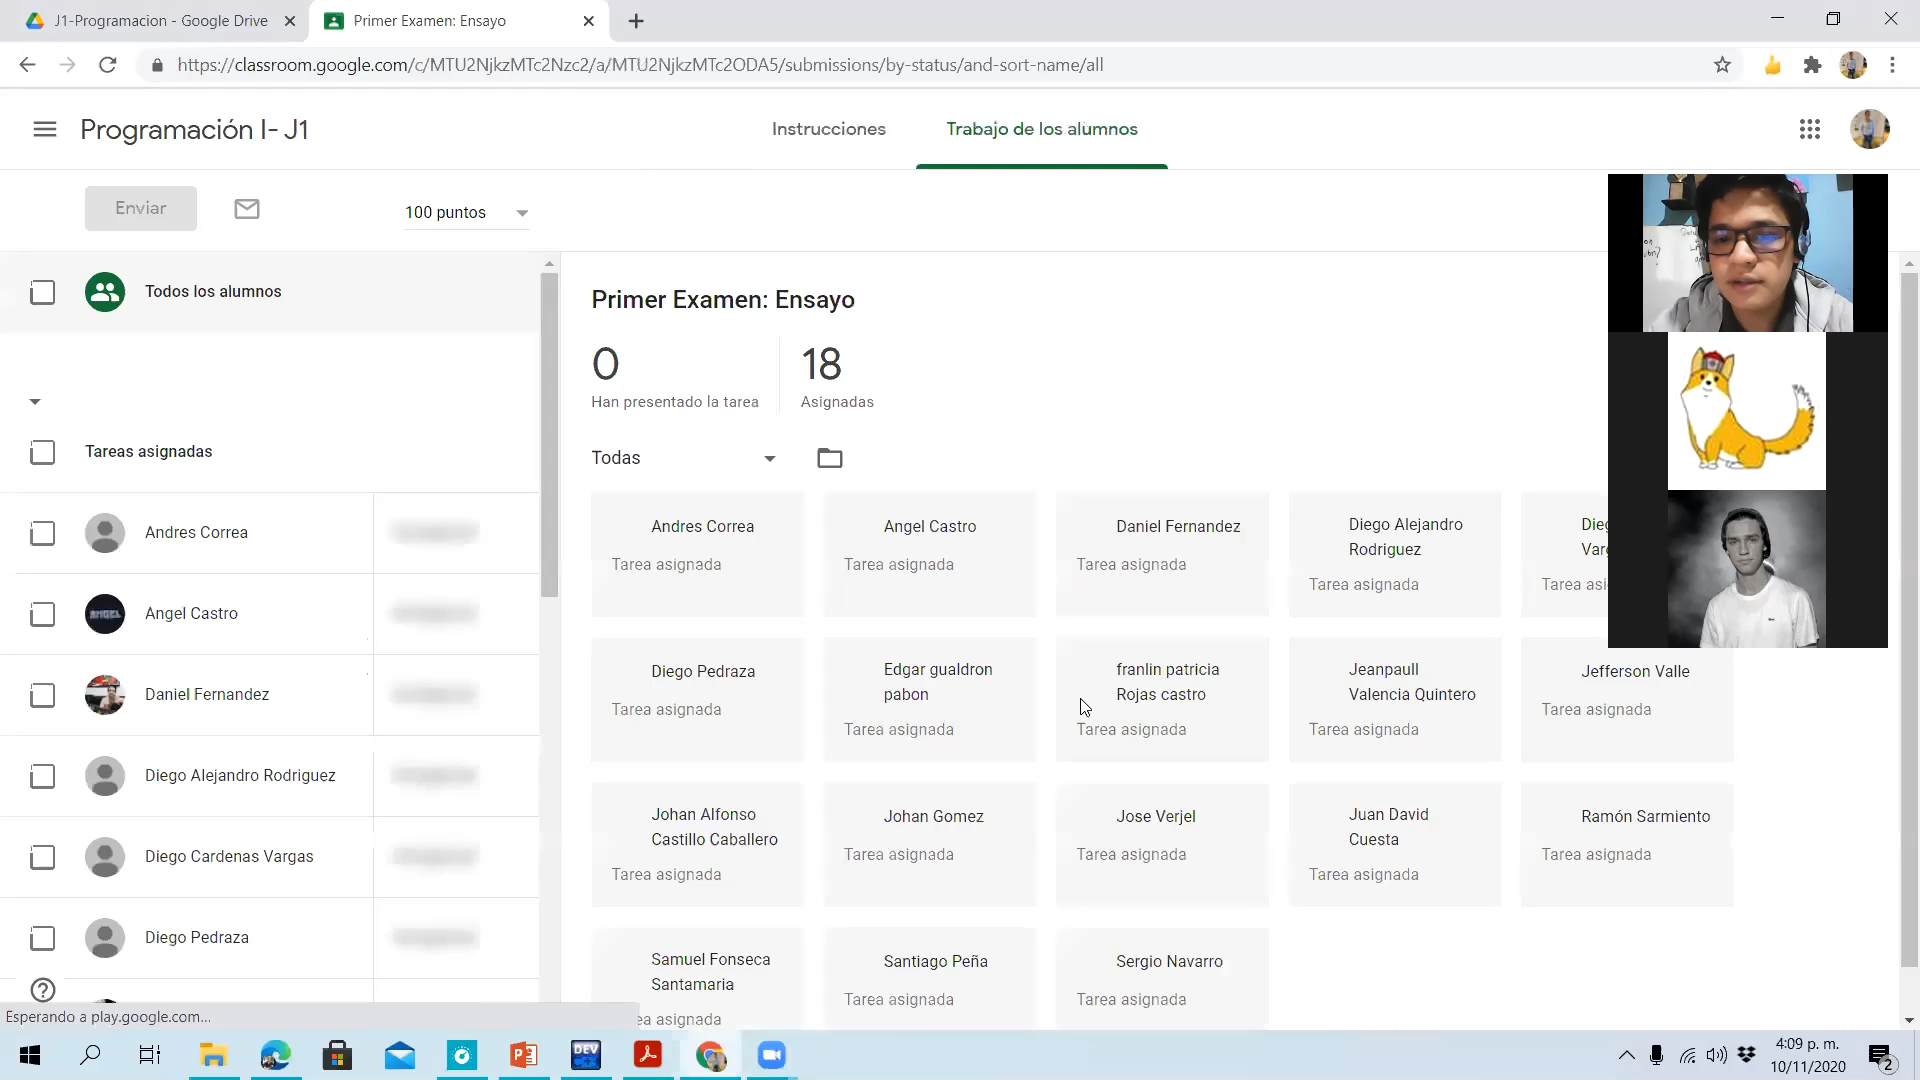 J1-Programacion - Google Drive
Primer Examen: Ensayo
https://classroom.google.com/c/MTU2NjkzMTc2Nzc2/a/MTU2NjkzMTc2ODA5/submissions/by-status/and-sort-name/all
Programación I- J1
Instrucciones
Trabajo de los alumnos
Enviar
100 puntos
Todos los alumnos
Tareas asignadas
Andres Correa
Angel Castro
Daniel Fernandez
Diego Alejandro Rodriguez
Diego Cardenas Vargas
Diego Pedraza
Primer Examen: Ensayo
0
Han presentado la tarea
18
Asignadas
Todas
Andres Correa
Tarea asignada
Angel Castro
Tarea asignada
Daniel Fernandez
Tarea asignada
Diego Alejandro
Rodriguez
Tarea asignada
Tarea
Diego Pedraza
Tarea asignada
Edgar gualdron
pabon
Tarea asignada
franlin patricia
Rojas castro
Tarea asignada
Jeanpaull
Valencia Quintero
Tarea asignada
Jefferson Valle
Tarea asignada
Johan Alfonso
Castillo Caballero
Tarea asignada
Johan Gomez
Tarea asignada
Jose Verjel
Tarea asignada
Juan David
Cuesta
Tarea asignada
Ramón Sarmiento
Tarea asignada
Samuel Fonseca
Santamaria
ea asignada
Santiago Peña
Tarea asignada
Sergio Navarro
Tarea asignada
Esperando a play.google.com...
DEV
4:09 p. m.
10/11/2020
2